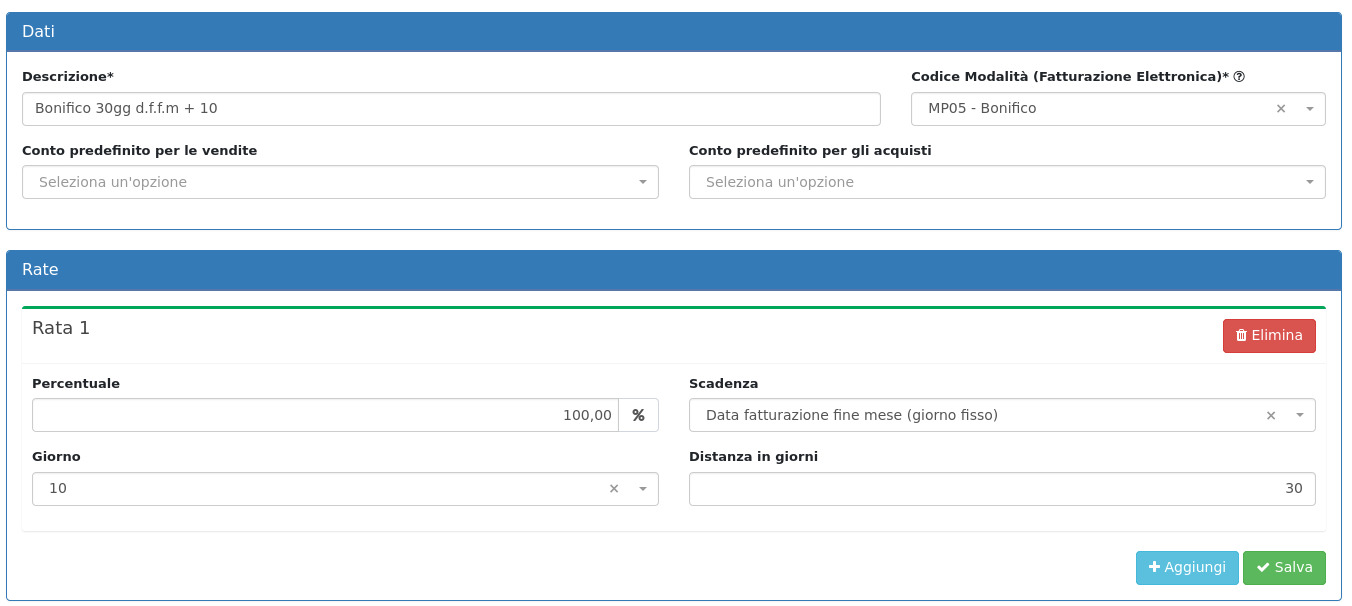 Dati
Descrizione* Codice Modalità (Fatturazione Elettronica)*
Bonifico 30gg d.f.f.m + 10 MP05 - Bonifico ×
Conto predefinito per le vendite Conto predefinito per gli acquisti
Seleziona un'opzione Seleziona un'opzione
Rate
Rata 1
Elimina
Percentuale Scadenza
100,00 % Data fatturazione fine mese (giorno fisso) ×
Giorno Distanza in giorni
10 × 30
Aggiungi Salva